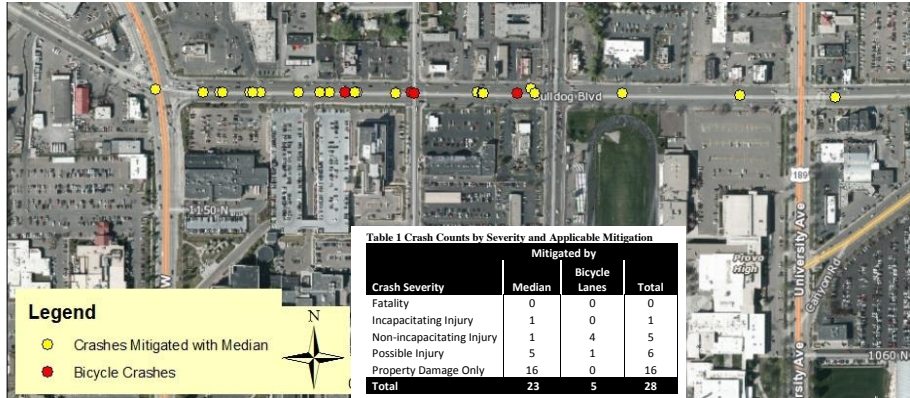 Bulldog Blvd
1150 N
189
University Ave
Provo
High
Canyon Rd
1060 N
W
ersity Ave
Legend
N
Crashes Mitigated with Median
Bicycle Crashes
Table 1 Crash Counts by Severity and Applicable Mitigation
Mitigated by
Crash Severity Median Bicycle Lanes Total
Fatality 0 0 0
Incapacitating Injury 1 0 1
Non-incapacitating Injury 1 4 5
Possible Injury 5 1 6
Property Damage Only 16 0 16
Total 23 5 28